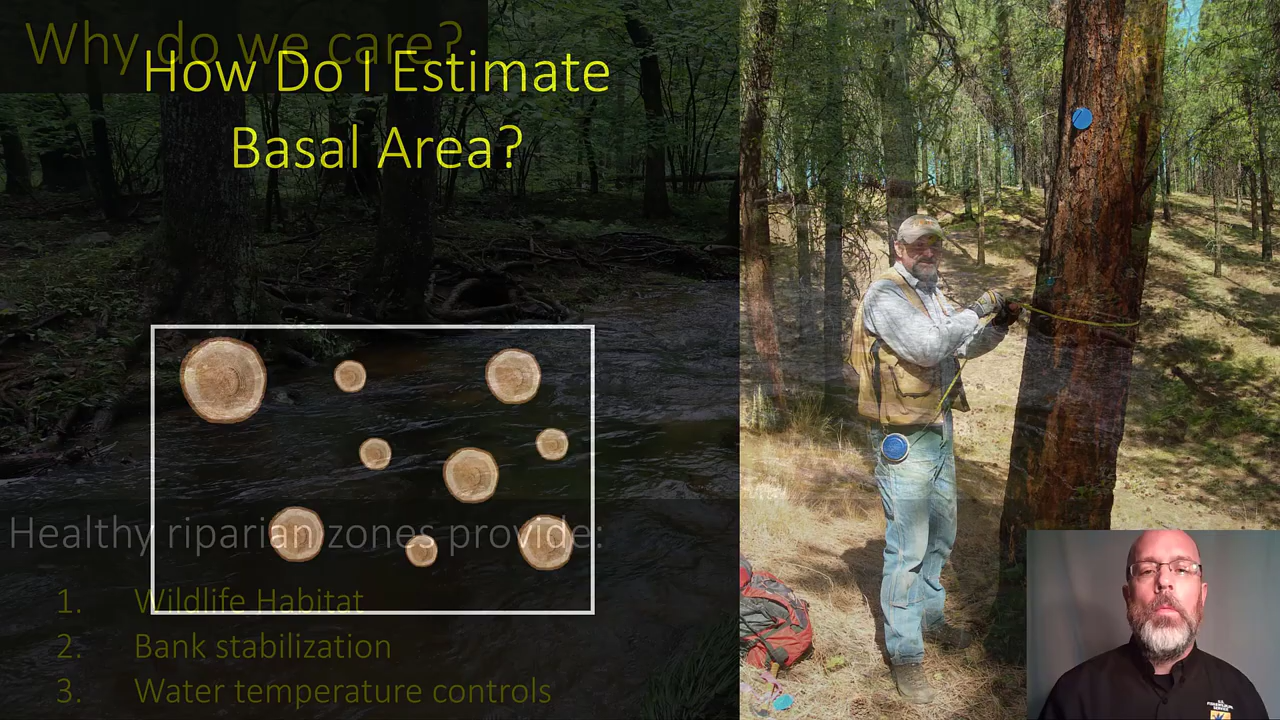 Why do we care?
How Do I Estimate
Basal Area?
Healthy riparian zones provide:
1. Wildlife Habitat
2. Bank stabilization
3. Water temperature controls